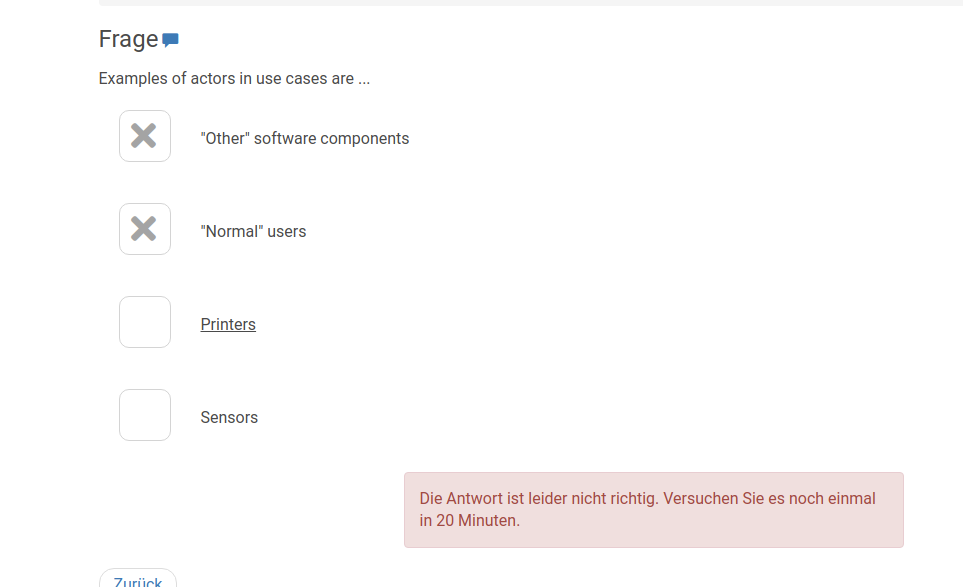 Frage
Examples of actors in use cases are ...
"Other" software components
"Normal" users
Printers
Sensors
Die Antwort ist leider nicht richtig. Versuchen Sie es noch einmal
in 20 Minuten.
Zurück